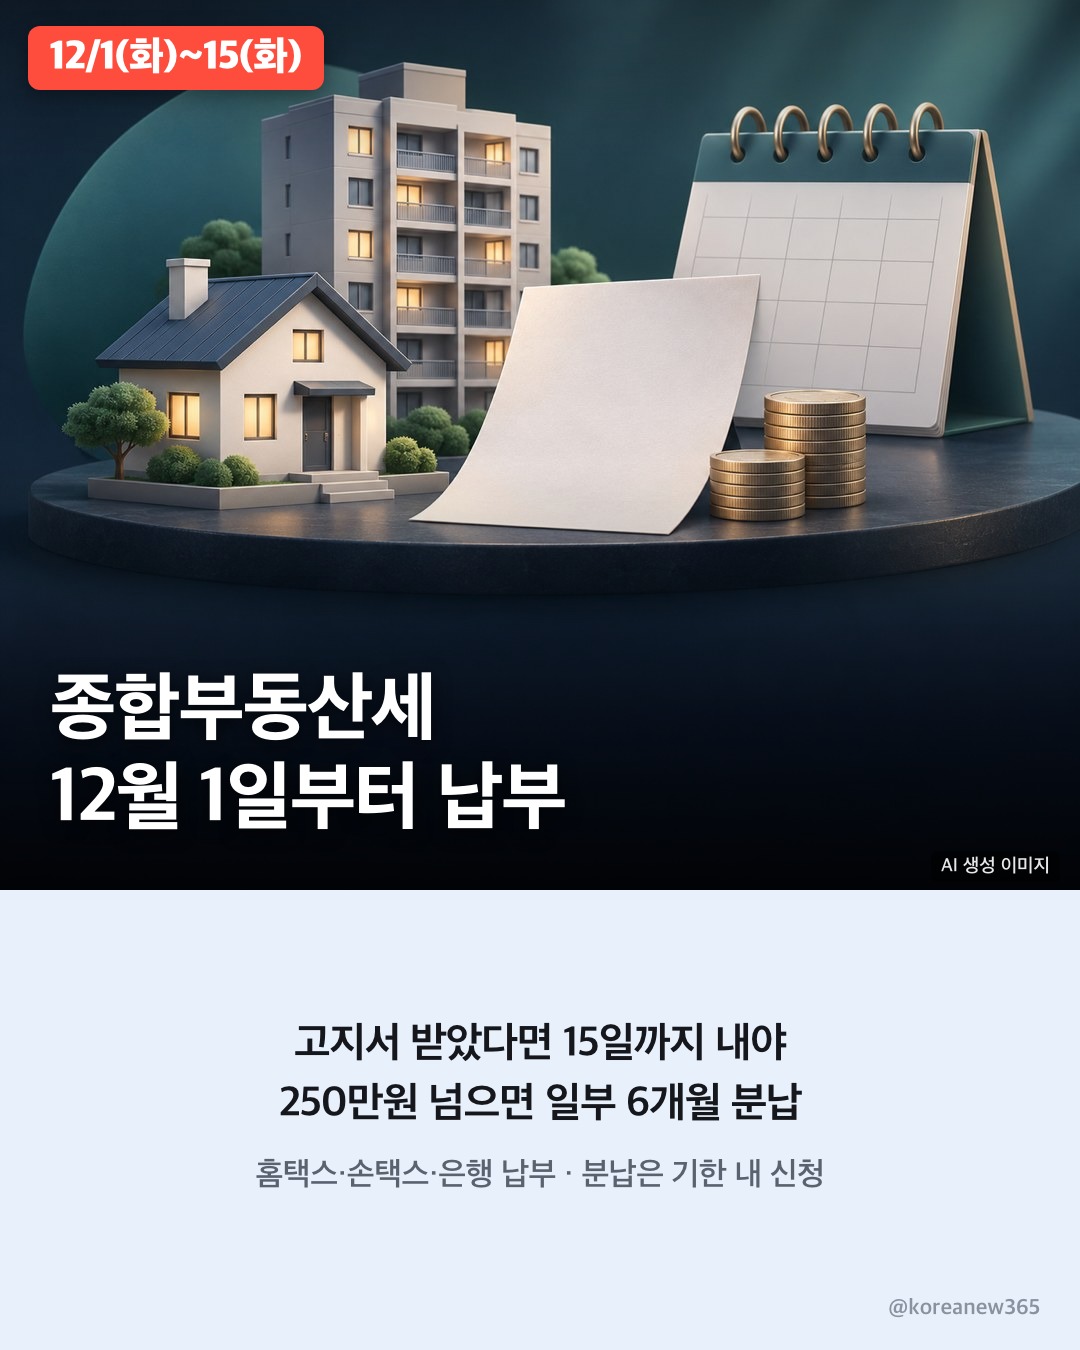 12/1(화)~15(화)
종합부동산세
12월 1일부터 납부
AI 생성 이미지
고지서 받았다면 15일까지 내야
250만원 넘으면 일부 6개월 분납
홈택스·손택스·은행 납부 · 분납은 기한 내 신청
@koreanew365